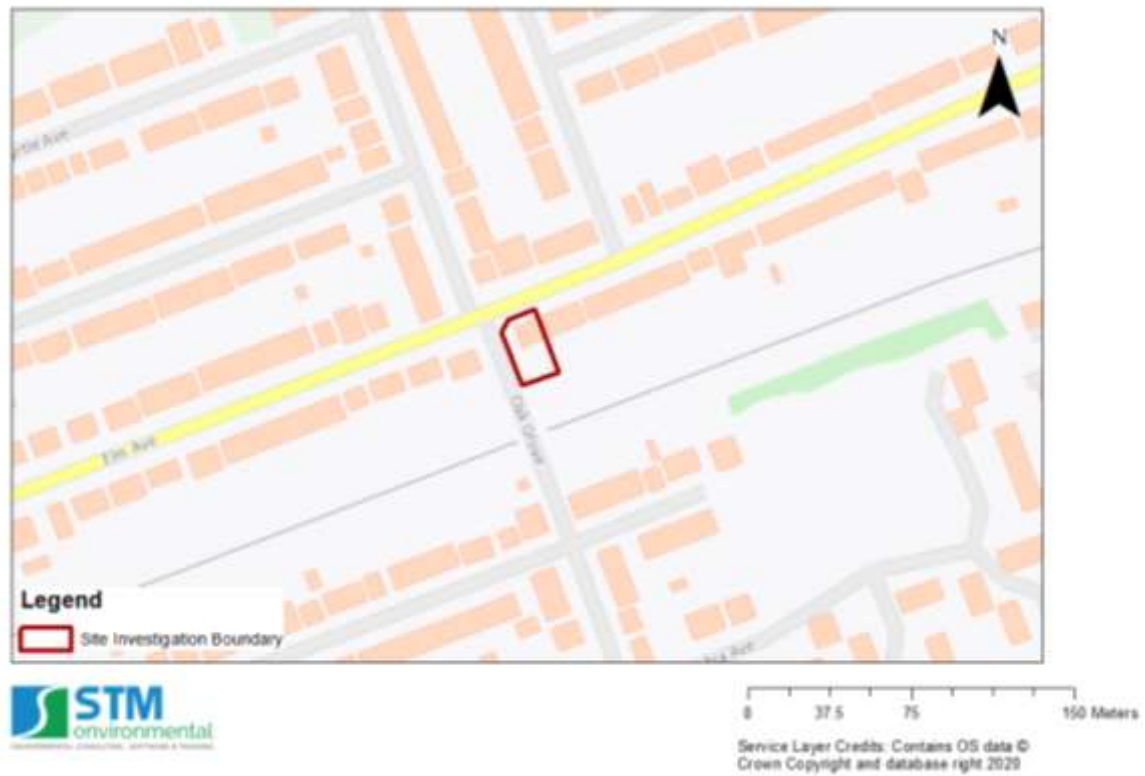 N
Elm Ave
Oak Grove
Legend
Site Investigation Boundary
STM
environmental
0 37.5 75 150 Meters
Service Layer Credits: Contains OS data ©
Crown Copyright and database right 2020